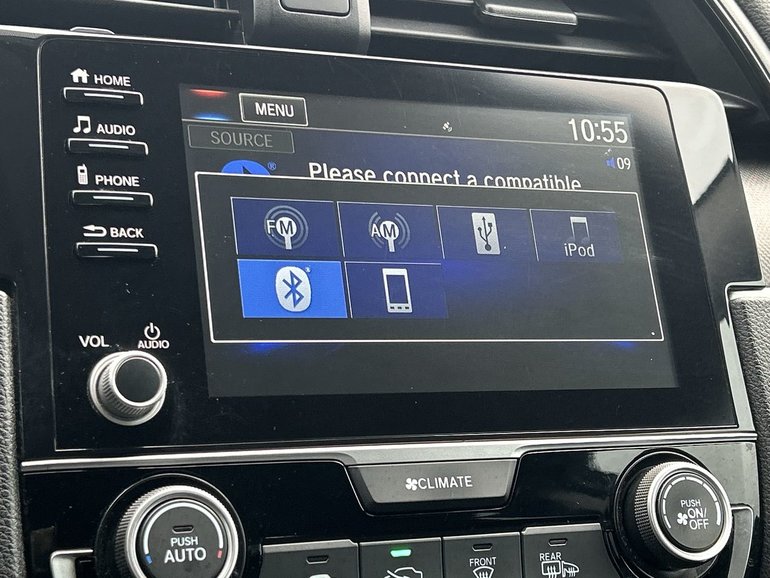 HOME
AUDIO
PHONE
BACK
VOL
AUDIO
MENU
10:55
SOURCE
09
Please connect a compatible
FM
AM
iPod
CLIMATE
PUSH
AUTO
FRONT
REAR
PUSH
ON/
OFF